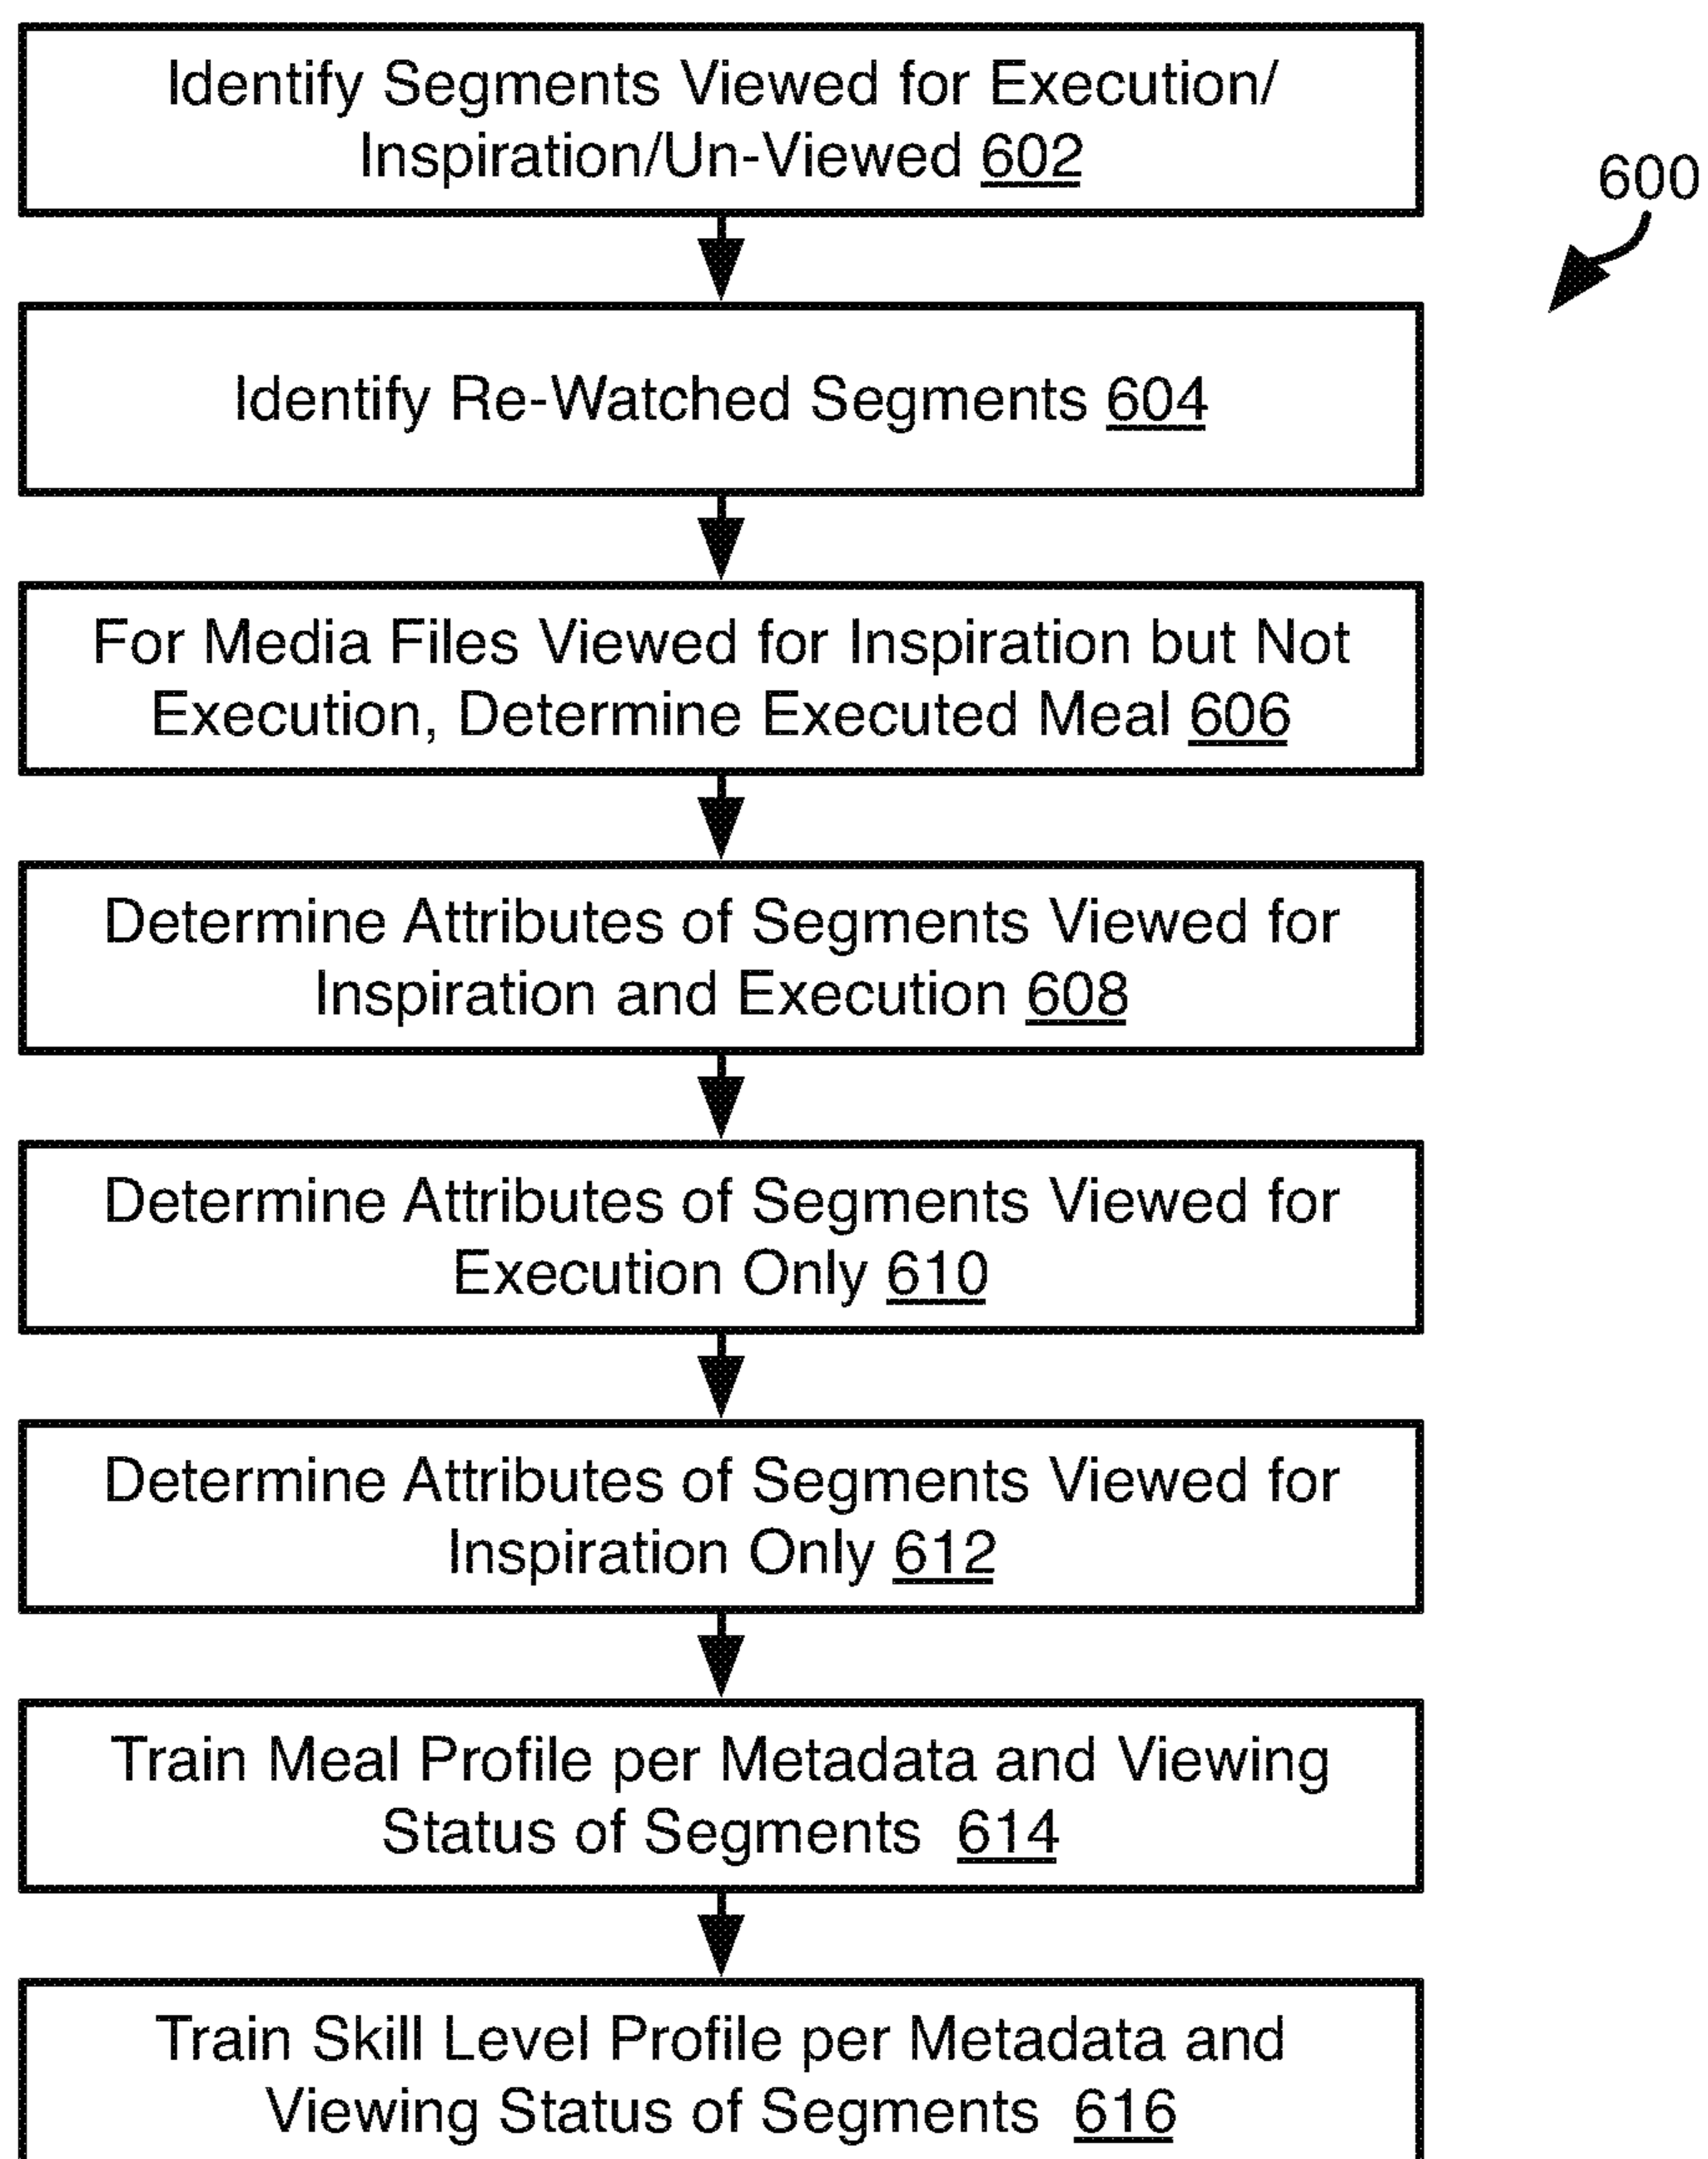 Identify Segments Viewed for Execution/
Inspiration/Un-Viewed 602
600
Identify Re-Watched Segments 604
For Media Files Viewed for Inspiration but Not
Execution, Determine Executed Meal 606
Determine Attributes of Segments Viewed for
Inspiration and Execution 608
Determine Attributes of Segments Viewed for
Execution Only 610
Determine Attributes of Segments Viewed for
Inspiration Only 612
Train Meal Profile per Metadata and Viewing
Status of Segments 614
Train Skill Level Profile per Metadata and
Viewing Status of Segments 616